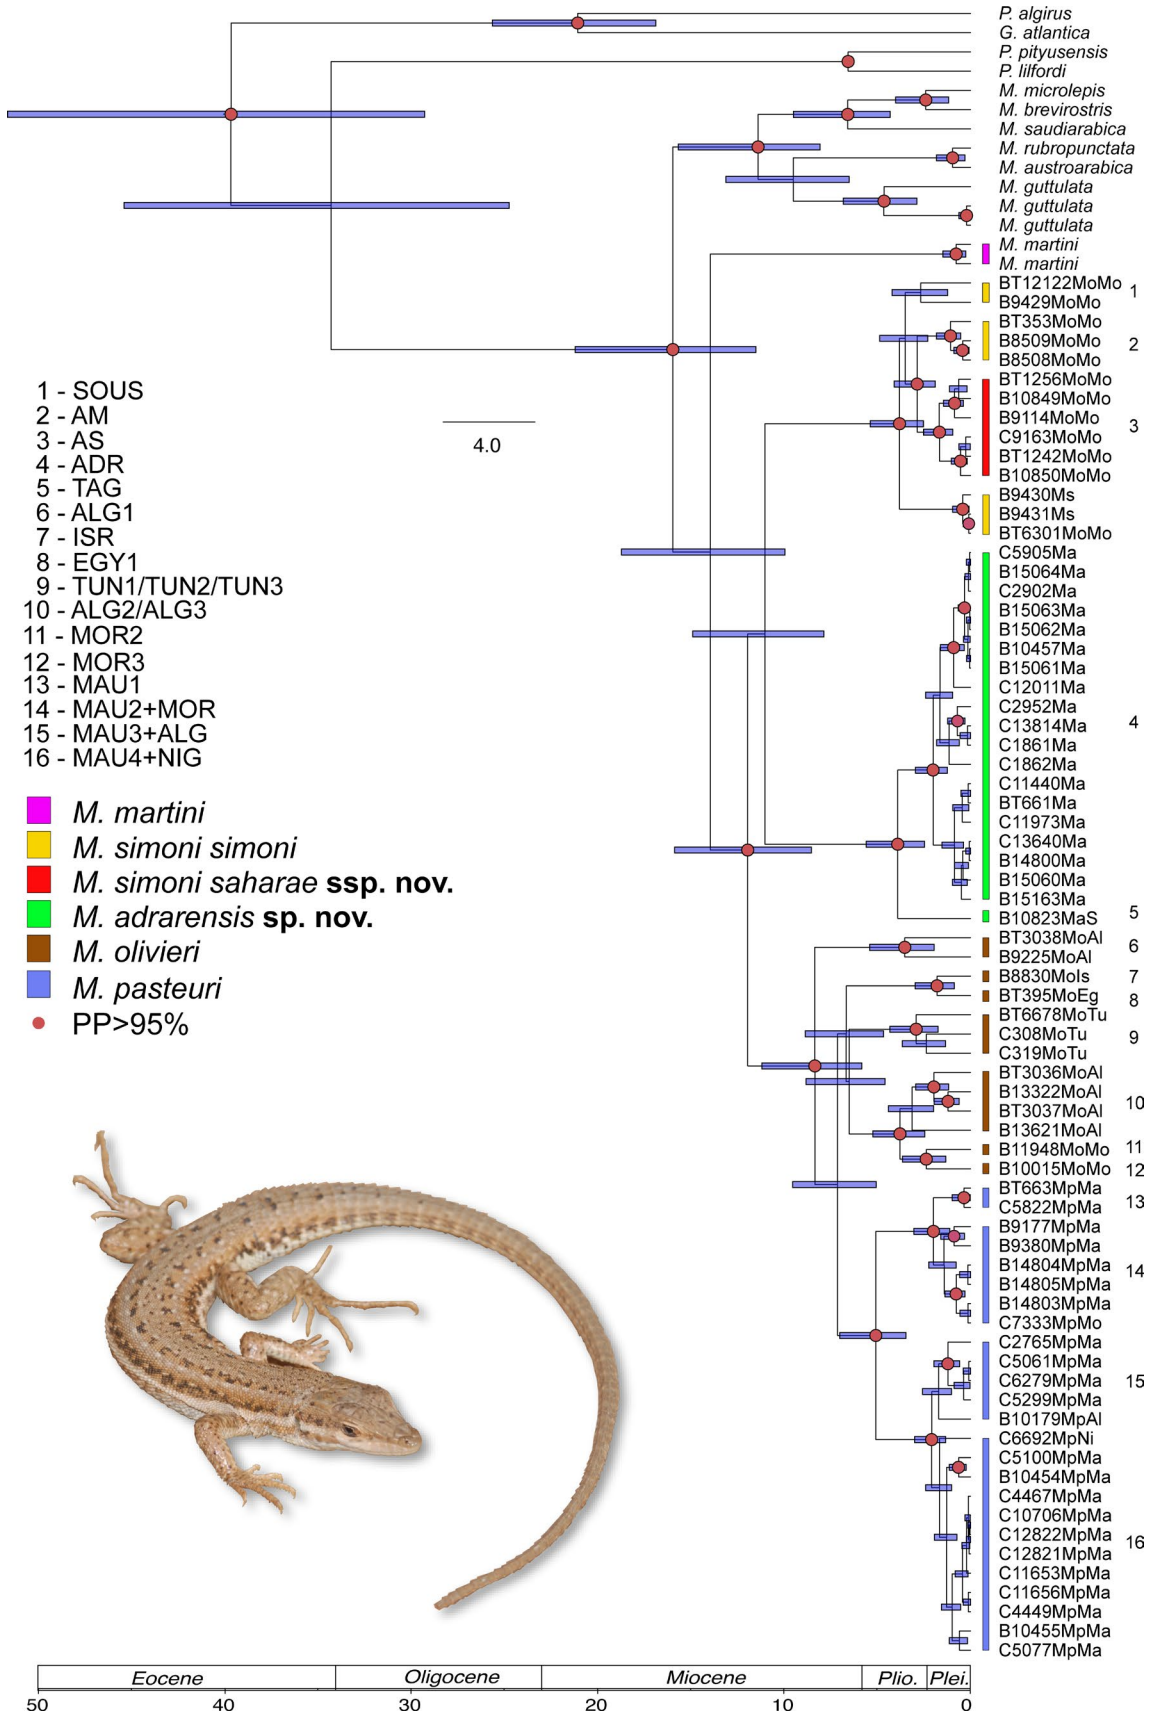 P. algirus
G. atlantica
P. pityusensis
P. lilfordi
M. microlepis
M. brevirostris
M. saudiarabica
M. rubropunctata
M. austroarabica
M. guttulata
M. guttulata
M. guttulata
M. martini
M. martini
BT12122MoMo
1
B9429MoMo
BT353MoMo
B8509MoMo
2
B8508MoMo
BT1256MoMo
B10849MoMo
B9114MoMo
3
C9163MoMo
BT1242MoMo
B10850MoMo
B9430Ms
B9431Ms
BT6301MoMo
C5905Ma
B15064Ma
C2902Ma
B15063Ma
B15062Ma
B10457Ma
B15061Ma
C12011Ma
C2952Ma
C13814Ma
4
C1861Ma
C1862Ma
C11440Ma
BT661Ma
C11973Ma
C13640Ma
B14800Ma
B15060Ma
B15163Ma
B10823MaS
5
BT3038MoAl
6
B9225MoAl
B8830MoIs
7
BT395MoEg
8
BT6678MoTu
C308MoTu
9
C319MoTu
BT3036MoAl
B13322MoAl
BT3037MoAl
10
B13621MoAl
B11948MoMo
11
B10015MoMo
12
BT663MpMa
C5822MpMa
13
B9177MpMa
B9380MpMa
B14804MpMa
14
B14805MpMa
B14803MpMa
C7333MpMo
C2765MpMa
C5061MpMa
C6279MpMa
15
C5299MpMa
B10179MpAl
C6692MpNi
C5100MpMa
B10454MpMa
C4467MpMa
C10706MpMa
C12822MpMa
16
C12821MpMa
C11653MpMa
C11656MpMa
C4449MpMa
B10455MpMa
C5077MpMa
1 - SOUS
2 - AM
3 - AS
4 - ADR
5 - TAG
6 - ALG1
7 - ISR
8 - EGY1
9 - TUN1/TUN2/TUN3
10 - ALG2/ALG3
11 - MOR2
12 - MOR3
13 - MAU1
14 - MAU2+MOR
15 - MAU3+ALG
16 - MAU4+NIG
4.0
M. martini
M. simoni simoni
M. simoni saharae ssp. nov.
M. adrarensis sp. nov.
M. olivieri
M. pasteuri
PP>95%
Eocene Oligocene Miocene Plio. Plei.
50 40 30 20 10 0